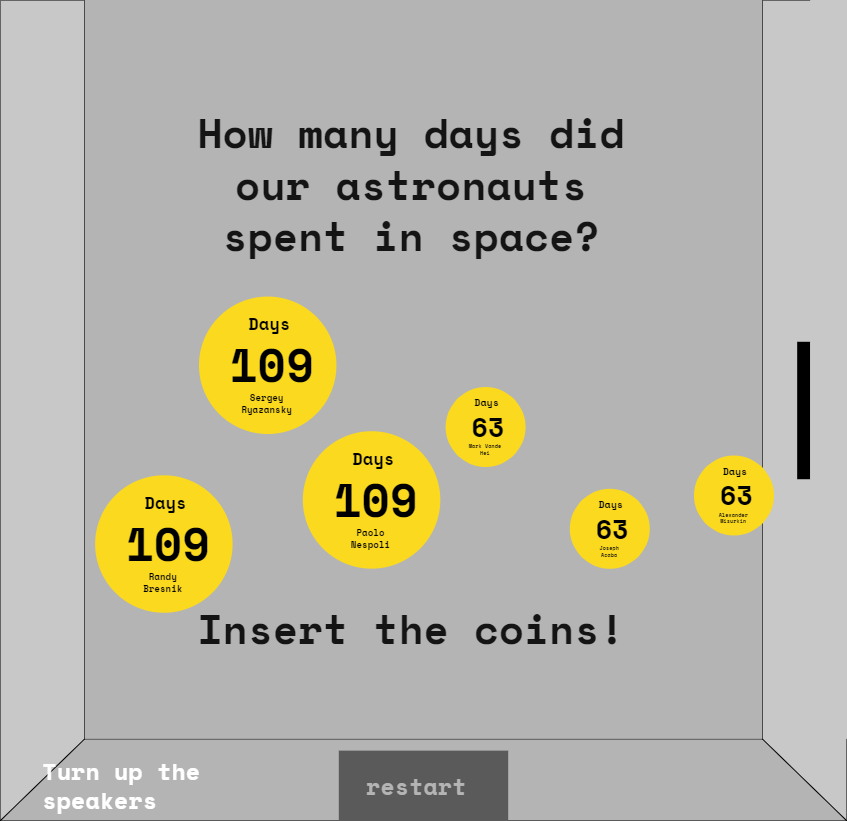 How many days did
our astronauts
spent in space?
Days
109
Sergey
Ryazansky
Days
63
Mark Vande
Hei
Days
109
Paolo
Nespoli
Days
63
Alexander
Misurkin
Days
109
Randy
Bresnik
Days
63
Joseph
Acaba
Insert the coins!
Turn up the
speakers
restart